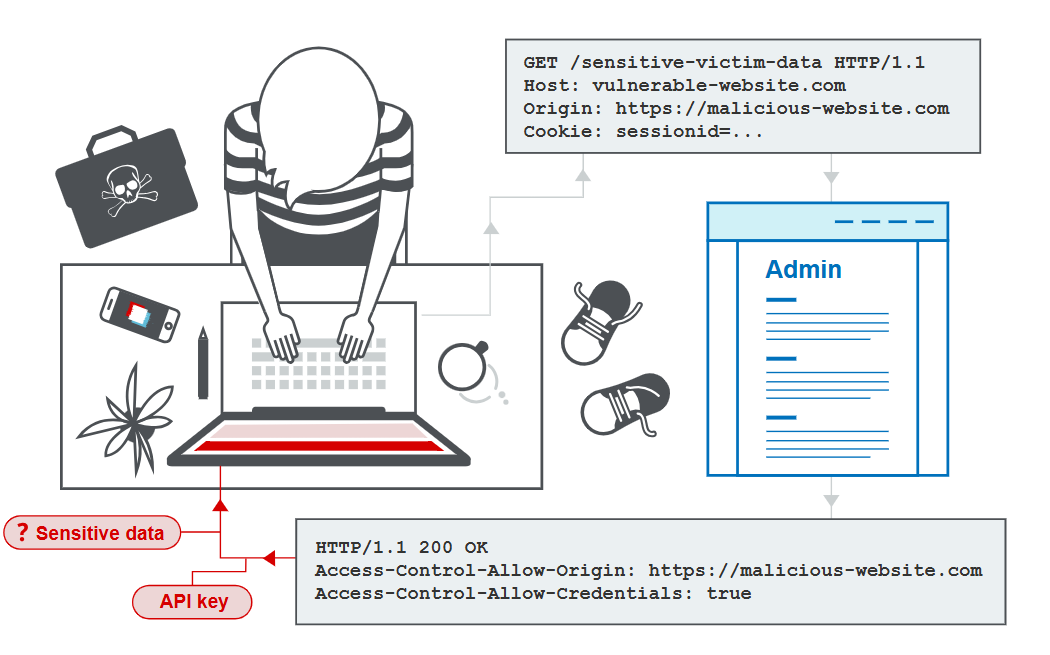 GET /sensitive-victim-data HTTP/1.1
Host: vulnerable-website.com
Origin: https://malicious-website.com
Cookie: sessionid=...
Admin
? Sensitive data
HTTP/1.1 200 OK
Access-Control-Allow-Origin: https://malicious-website.com
Access-Control-Allow-Credentials: true
API key